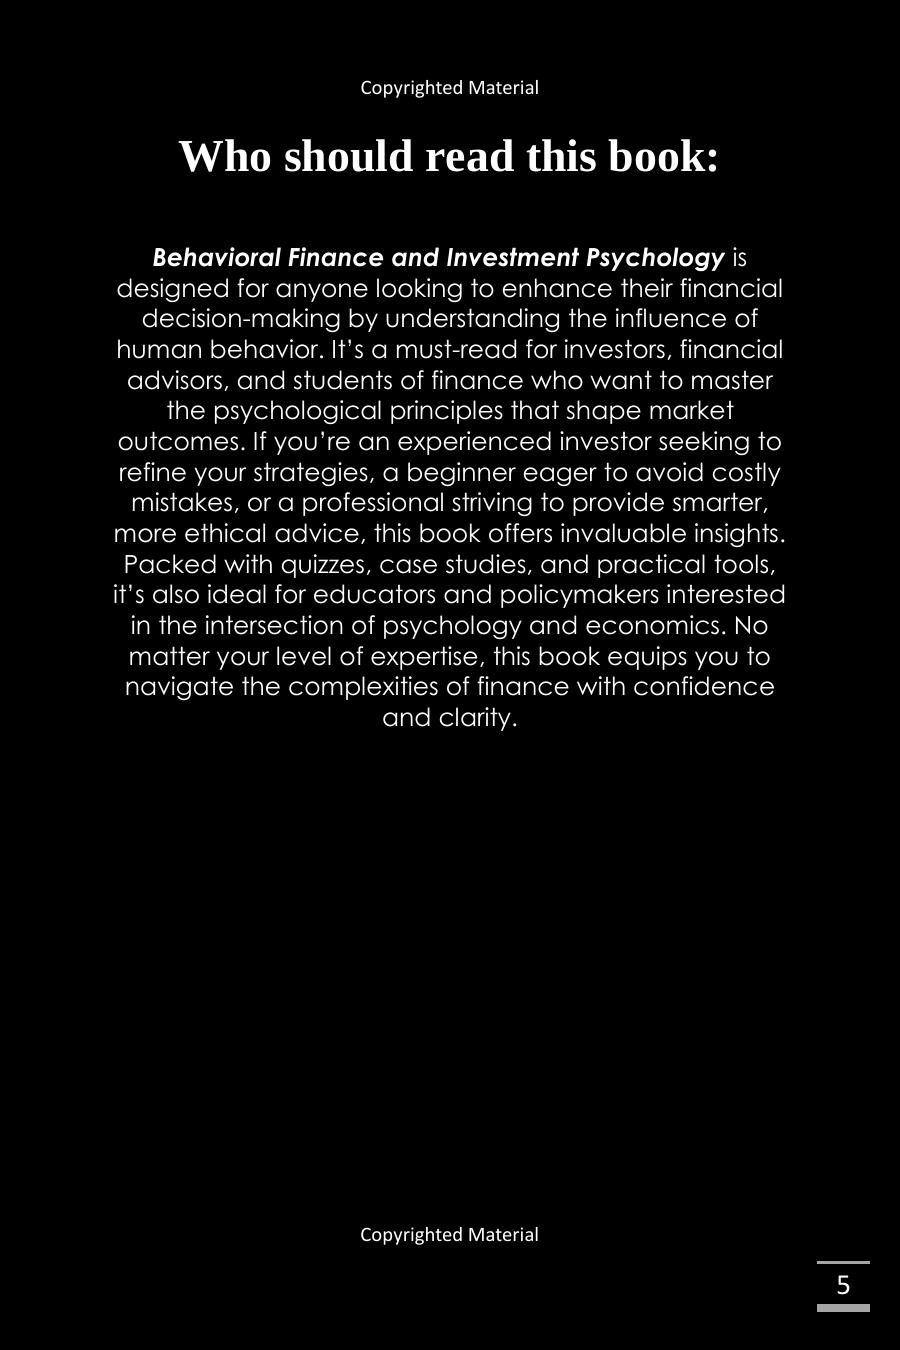 Copyrighted Material
Who should read this book:
Behavioral Finance and Investment Psychology is
designed for anyone looking to enhance their financial
decision-making by understanding the influence of
human behavior. It’s a must-read for investors, financial
advisors, and students of finance who want to master
the psychological principles that shape market
outcomes. If you’re an experienced investor seeking to
refine your strategies, a beginner eager to avoid costly
mistakes, or a professional striving to provide smarter,
more ethical advice, this book offers invaluable insights.
Packed with quizzes, case studies, and practical tools,
it’s also ideal for educators and policymakers interested
in the intersection of psychology and economics. No
matter your level of expertise, this book equips you to
navigate the complexities of finance with confidence
and clarity.
Copyrighted Material
5